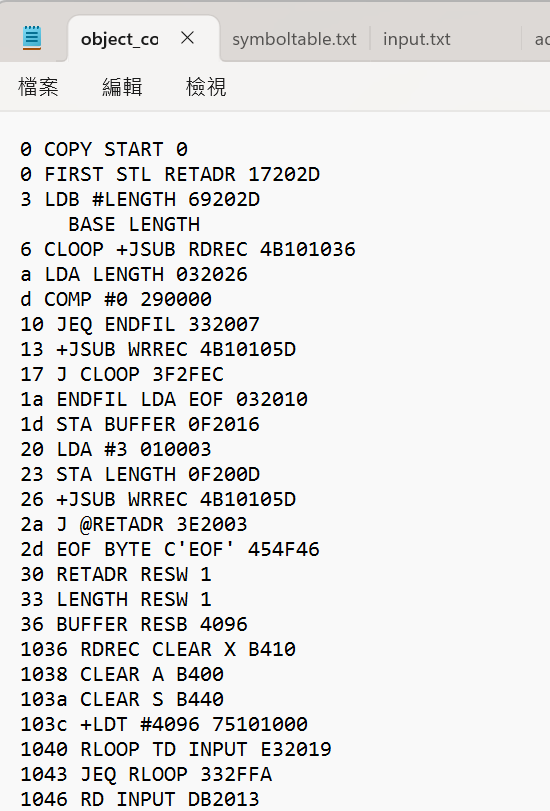 object_co
symboltable.txt
input.txt
檔案 編輯 檢視
0 COPY START 0
0 FIRST STL RETADR 17202D
3 LDB #LENGTH 69202D
BASE LENGTH
6 CLOOP +JSUB RDREC 4B101036
a LDA LENGTH 032026
d COMP #0 290000
10 JEQ ENDFIL 332007
13 +JSUB WRREC 4B10105D
17 J CLOOP 3F2FEC
1a ENDFIL LDA EOF 032010
1d STA BUFFER 0F2016
20 LDA #3 010003
23 STA LENGTH 0F200D
26 +JSUB WRREC 4B10105D
2a J @RETADR 3E2003
2d EOF BYTE C'EOF' 454F46
30 RETADR RESW 1
33 LENGTH RESW 1
36 BUFFER RESB 4096
1036 RDREC CLEAR X B410
1038 CLEAR A B400
103a CLEAR S B440
103c +LDT #4096 75101000
1040 RLOOP TD INPUT E32019
1043 JEQ RLOOP 332FFA
1046 RD INPUT DB2013